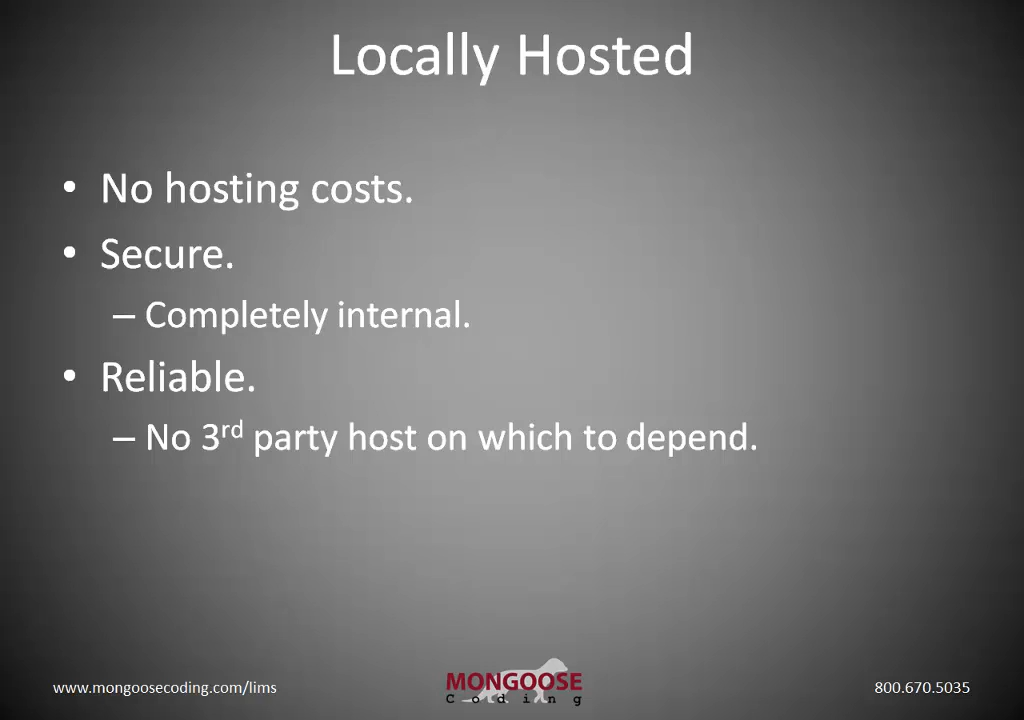 Locally Hosted
• No hosting costs.
• Secure.
– Completely internal.
• Reliable.
– No 3rd party host on which to depend.
www.mongoosecoding.com/lims
MONGOOSE
Coding
800.670.5035